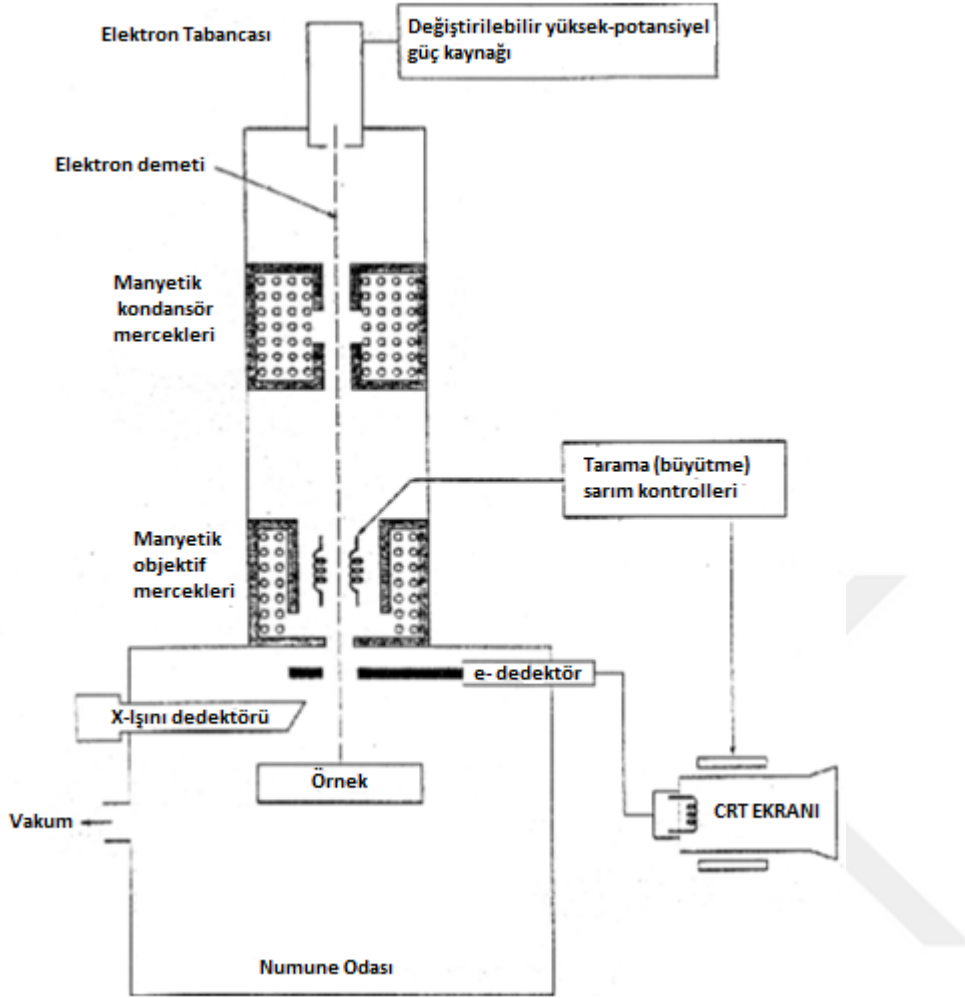 Elektron Tabancası
Değiştirilebilir yüksek-potansiyel
güç kaynağı
Elektron demeti
Manyetik
kondansör
mercekleri
Tarama (büyütme)
sarım kontrolleri
Manyetik
objektif
mercekleri
e- dedektör
X-Işını dedektörü
Örnek
Vakum
CRT EKRANI
Numune Odası